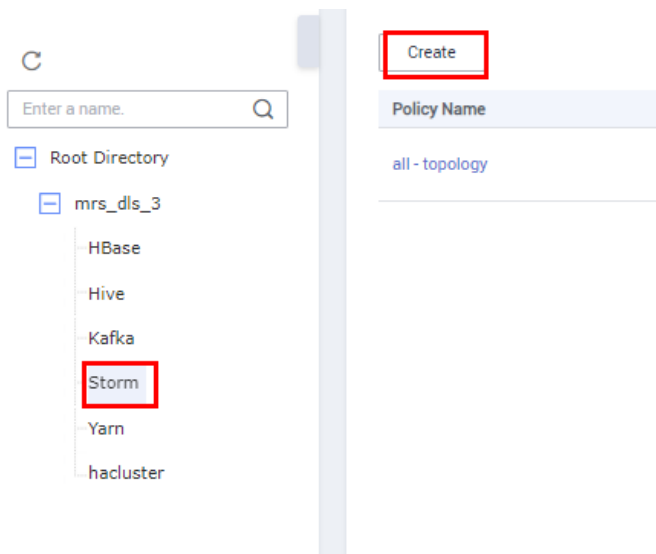 Enter a name.
Root Directory
mrs_dls_3
HBase
Hive
Kafka
Storm
Yarn
hacluster
Create
Policy Name
all - topology